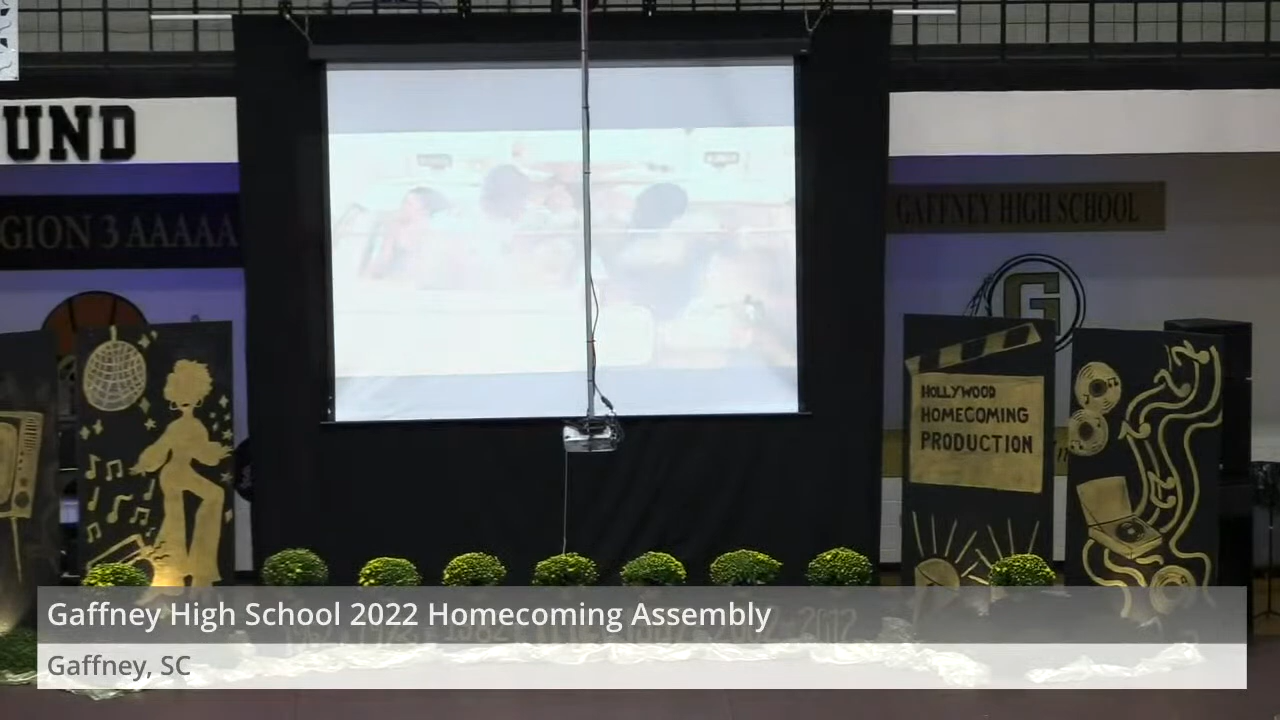 UND
GION 3 AAAAA
GAFFNEY HIGH SCHOOL
G
HOLLYWOOD
HOMECOMING
PRODUCTION
Gaffney High School 2022 Homecoming Assembly
Gaffney, SC